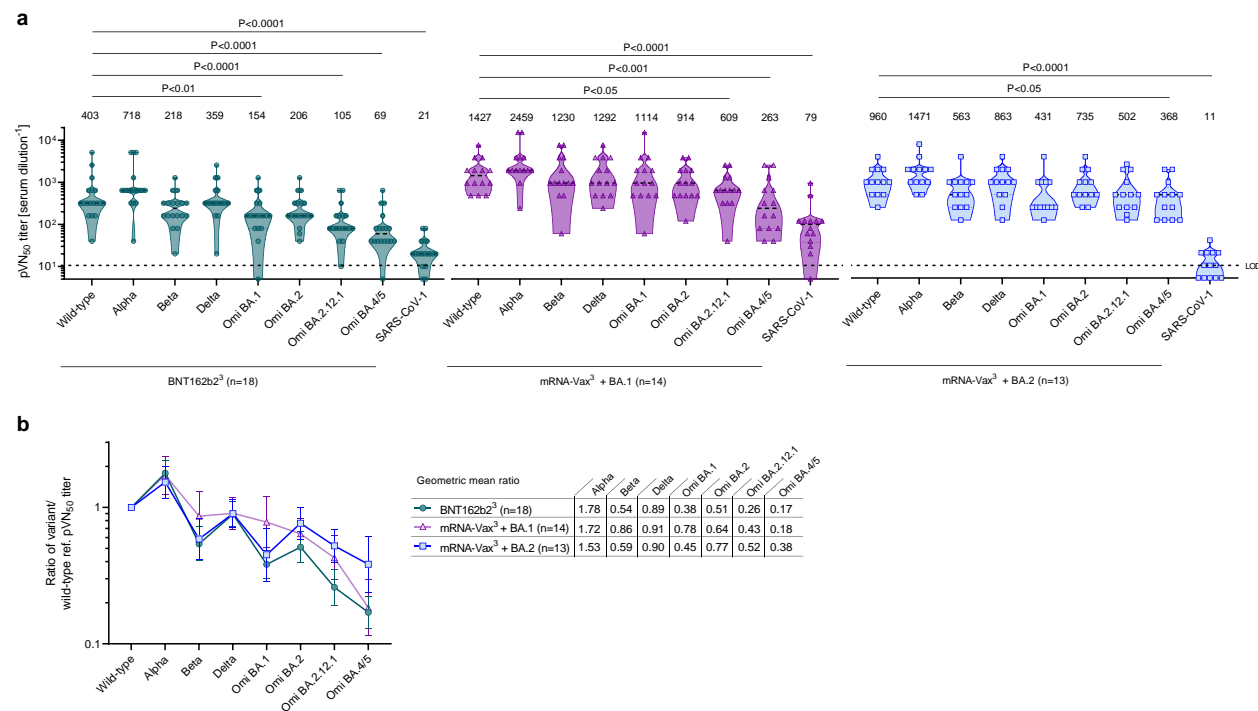 a
P<0.0001
P<0.0001
P<0.0001
P<0.01
403 718 218 359 154 206 105 69 21
P<0.0001
P<0.001
P<0.05
1427 2459 1230 1292 1114 914 609 263 79
P<0.0001
P<0.05
960 1471 563 863 431 735 502 368 11
pVN50 titer [serum dilution-1]
10⁴
10³
10²
10¹
LOD
Wild-type Alpha Beta Delta Omi BA.1 Omi BA.2 Omi BA.2.12.1 Omi BA.4/5 SARS-CoV-1
Wild-type Alpha Beta Delta Omi BA.1 Omi BA.2 Omi BA.2.12.1 Omi BA.4/5 SARS-CoV-1
Wild-type Alpha Beta Delta Omi BA.1 Omi BA.2 Omi BA.2.12.1 Omi BA.4/5 SARS-CoV-1
BNT162b2³ (n=18)
mRNA-Vax³ + BA.1 (n=14)
mRNA-Vax³ + BA.2 (n=13)
b
Ratio of variant/
wild-type ref. pVN50 titer
1
0.1
Wild-type Alpha Beta Delta Omi BA.1 Omi BA.2 Omi BA.2.12.1 Omi BA.4/5
Geometric mean ratio Alpha Beta Delta Omi BA.1 Omi BA.2 Omi BA.2.12.1 Omi BA.4/5
BNT162b2³ (n=18) 1.78 0.54 0.89 0.38 0.51 0.26 0.17
mRNA-Vax³ + BA.1 (n=14) 1.72 0.86 0.91 0.78 0.64 0.43 0.18
mRNA-Vax³ + BA.2 (n=13) 1.53 0.59 0.90 0.45 0.77 0.52 0.38